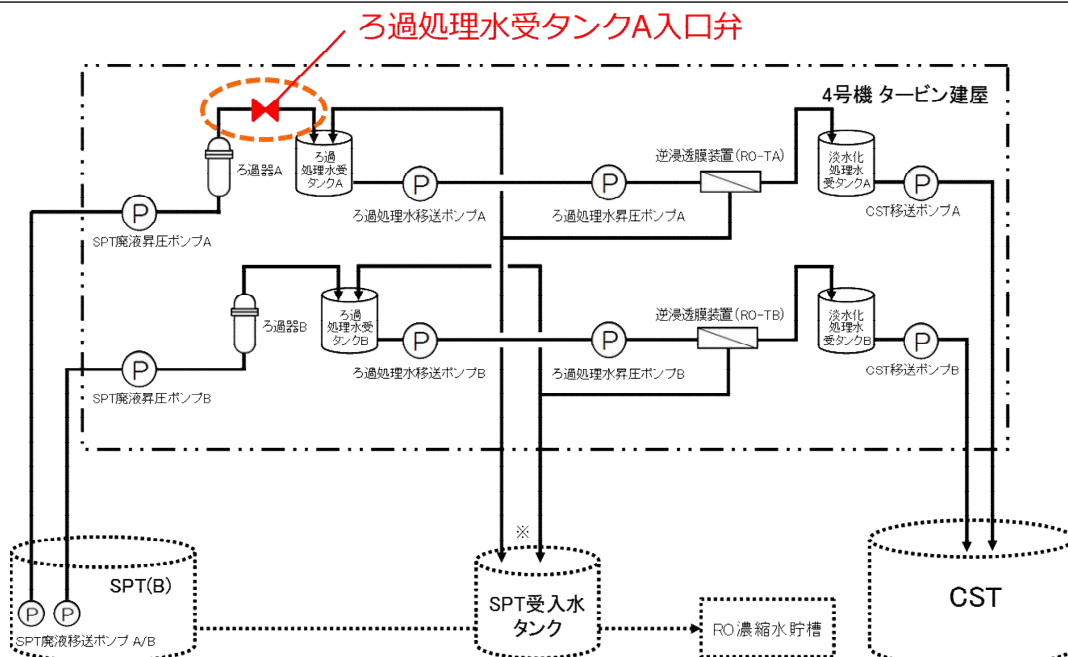 ろ過処理水受タンクA入口弁
4号機 タービン建屋
ろ過器A
ろ過
処理水受
タンクA
P
ろ過処理水移送ポンプA
P
ろ過処理水昇圧ポンプA
逆浸透膜装置(RO-TA)
淡水化
処理水
受タンクA
P
CST移送ポンプA
P
SPT廃液昇圧ポンプA
ろ過器B
ろ過
処理水受
タンクB
P
ろ過処理水移送ポンプB
P
ろ過処理水昇圧ポンプB
逆浸透膜装置(RO-TB)
淡水化
処理水
受タンクB
P
CST移送ポンプB
P
SPT廃液昇圧ポンプB
※
SPT(B)
P
P
SPT廃液移送ポンプ A/B
SPT受入水
タンク
RO濃縮水貯槽
CST